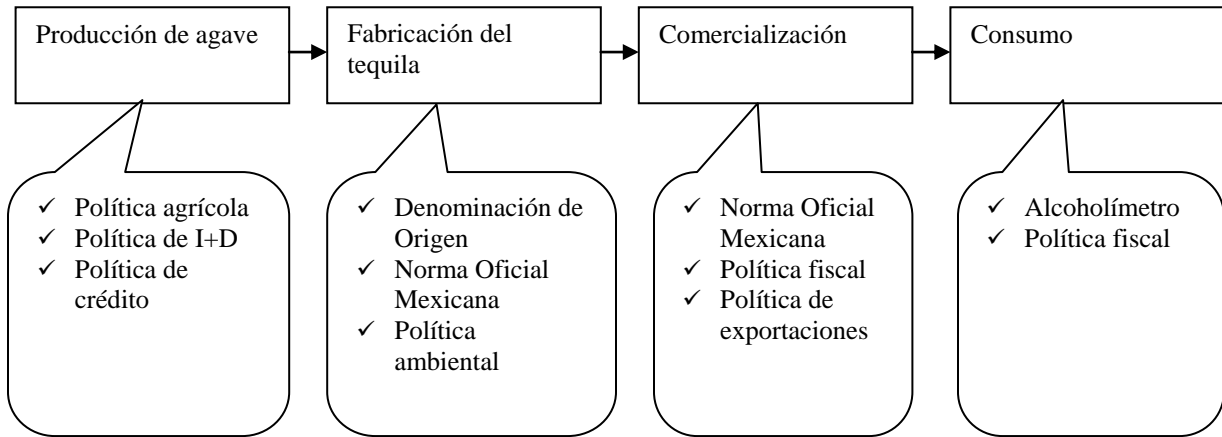 Producción de agave
Fabricación del
tequila
Comercialización
Consumo
✓ Política agrícola
✓ Política de I+D
✓ Política de
crédito
✓ Denominación de
Origen
✓ Norma Oficial
Mexicana
✓ Política
ambiental
✓ Norma Oficial
Mexicana
✓ Política fiscal
✓ Política de
exportaciones
✓ Alcoholímetro
✓ Política fiscal